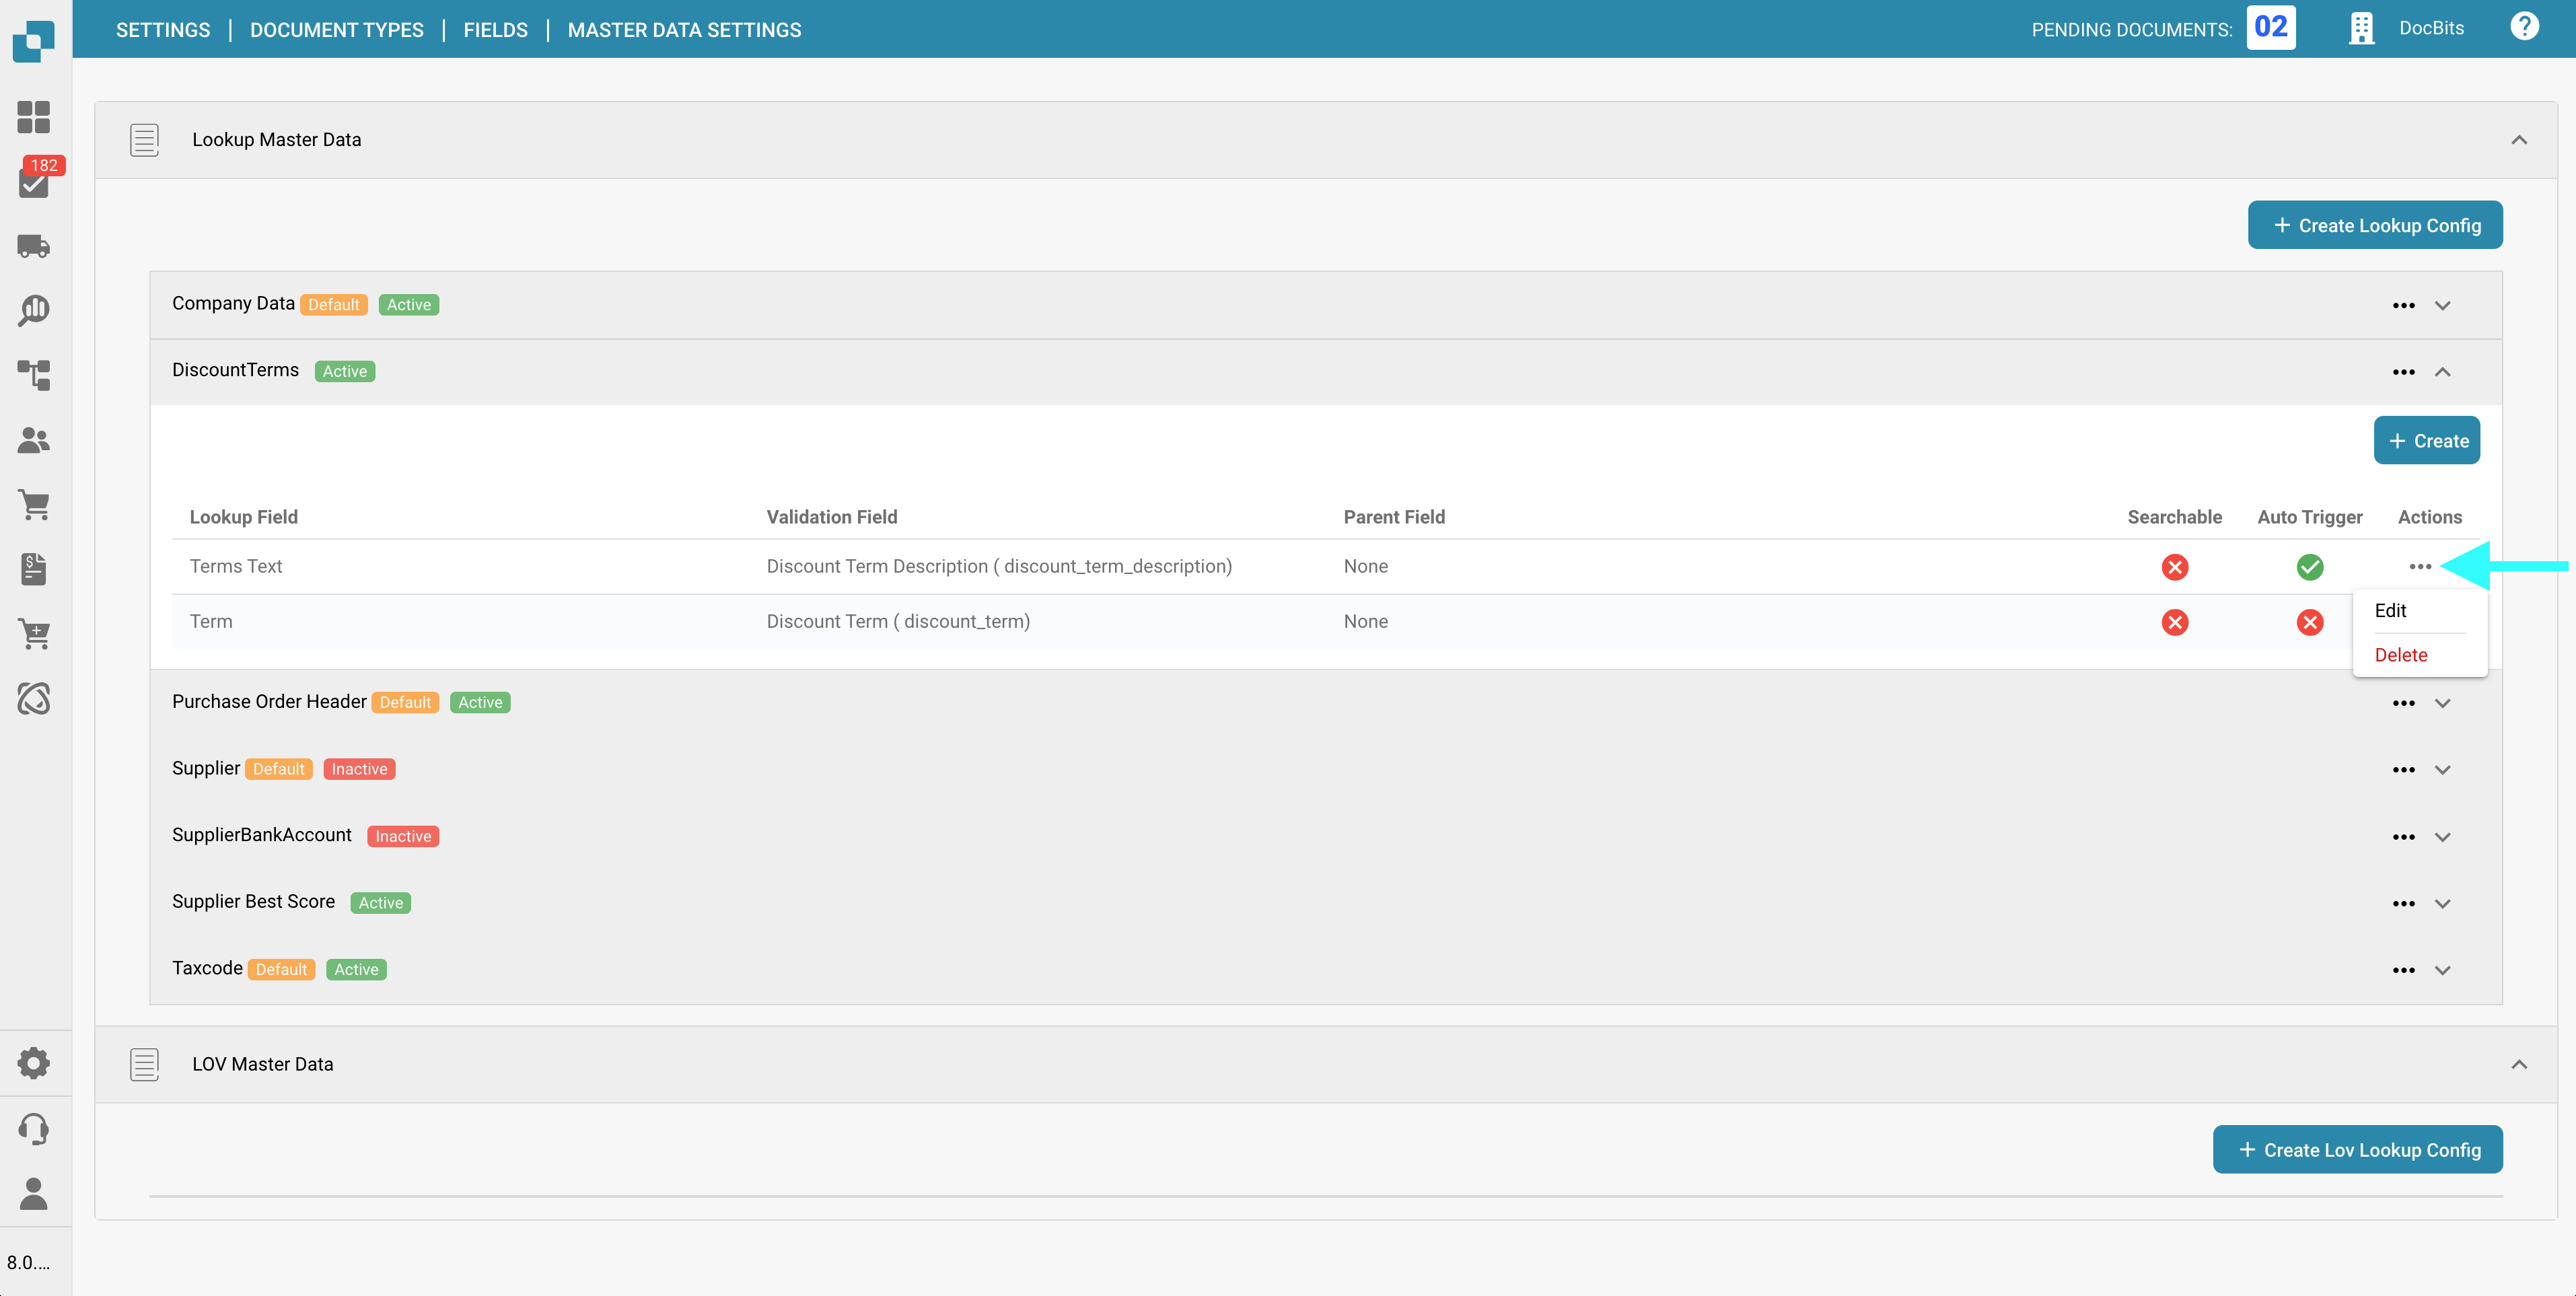 SETTINGS | DOCUMENT TYPES | FIELDS | MASTER DATA SETTINGS
PENDING DOCUMENTS: 02 DocBits ?
182
Lookup Master Data
+ Create Lookup Config
Company Data Default Active
DiscountTerms Active
+ Create
Lookup Field Validation Field Parent Field Searchable Auto Trigger Actions
Terms Text Discount Term Description ( discount_term_description) None
Term Discount Term ( discount_term) None
Edit
Delete
Purchase Order Header Default Active
Supplier Default Inactive
SupplierBankAccount Inactive
Supplier Best Score Active
Taxcode Default Active
LOV Master Data
+ Create Lov Lookup Config
8.0....